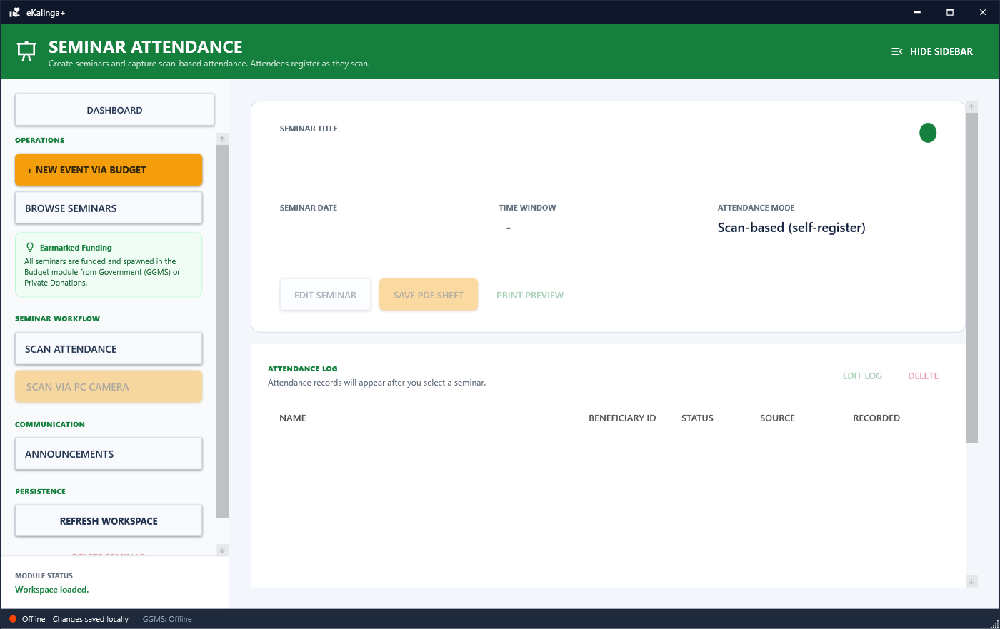 eKalinga+
SEMINAR ATTENDANCE
Create seminars and capture scan-based attendance. Attendees register as they scan.
HIDE SIDEBAR
DASHBOARD
OPERATIONS
+ NEW EVENT VIA BUDGET
BROWSE SEMINARS
Earmarked Funding
All seminars are funded and spawned in the
Budget module from Government (GGMS) or
Private Donations.
SEMINAR WORKFLOW
SCAN ATTENDANCE
SCAN VIA PC CAMERA
COMMUNICATION
ANNOUNCEMENTS
PERSISTENCE
REFRESH WORKSPACE
DELETE SEMINAR
MODULE STATUS
Workspace loaded.
SEMINAR TITLE
SEMINAR DATE
TIME WINDOW
-
ATTENDANCE MODE
Scan-based (self-register)
EDIT SEMINAR
SAVE PDF SHEET
PRINT PREVIEW
ATTENDANCE LOG
Attendance records will appear after you select a seminar.
EDIT LOG
DELETE
NAME BENEFICIARY ID STATUS SOURCE RECORDED
Offline - Changes saved locally
GGMS: Offline